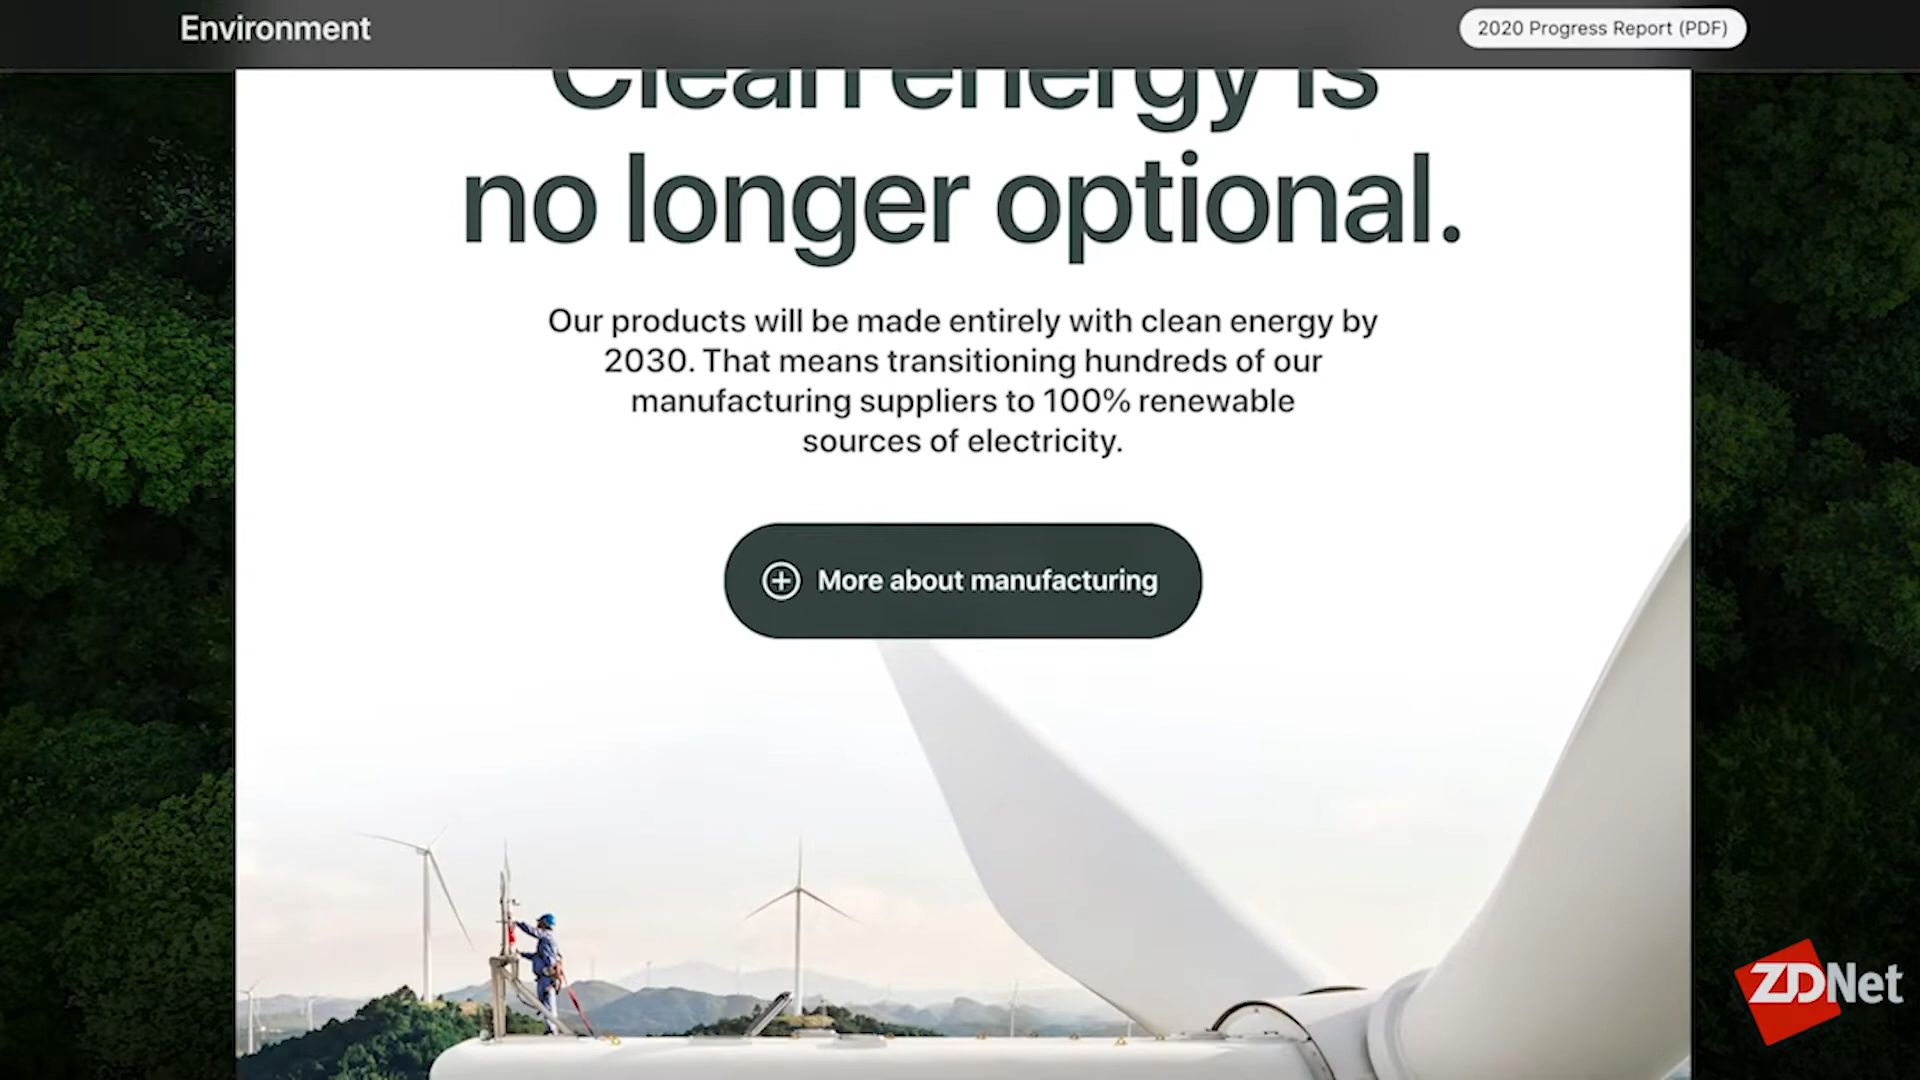 Environment
2020 Progress Report (PDF)
Clean energy is
no longer optional.
Our products will be made entirely with clean energy by
2030. That means transitioning hundreds of our
manufacturing suppliers to 100% renewable
sources of electricity.
More about manufacturing
ZDNet